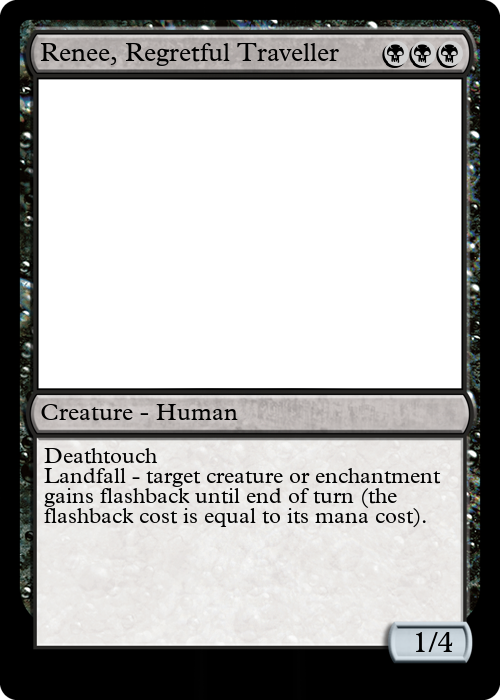 Renee, Regretful Traveller
Creature - Human
Deathtouch
Landfall - target creature or enchantment
gains flashback until end of turn (the
flashback cost is equal to its mana cost).
1/4